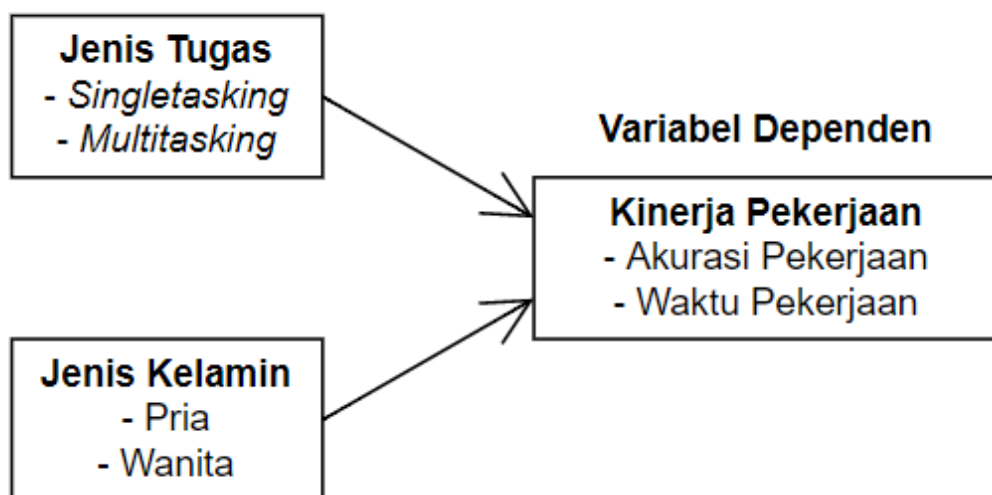 Jenis Tugas
- Singletasking
- Multitasking
Variabel Dependen
Kinerja Pekerjaan
- Akurasi Pekerjaan
- Waktu Pekerjaan
Jenis Kelamin
- Pria
- Wanita